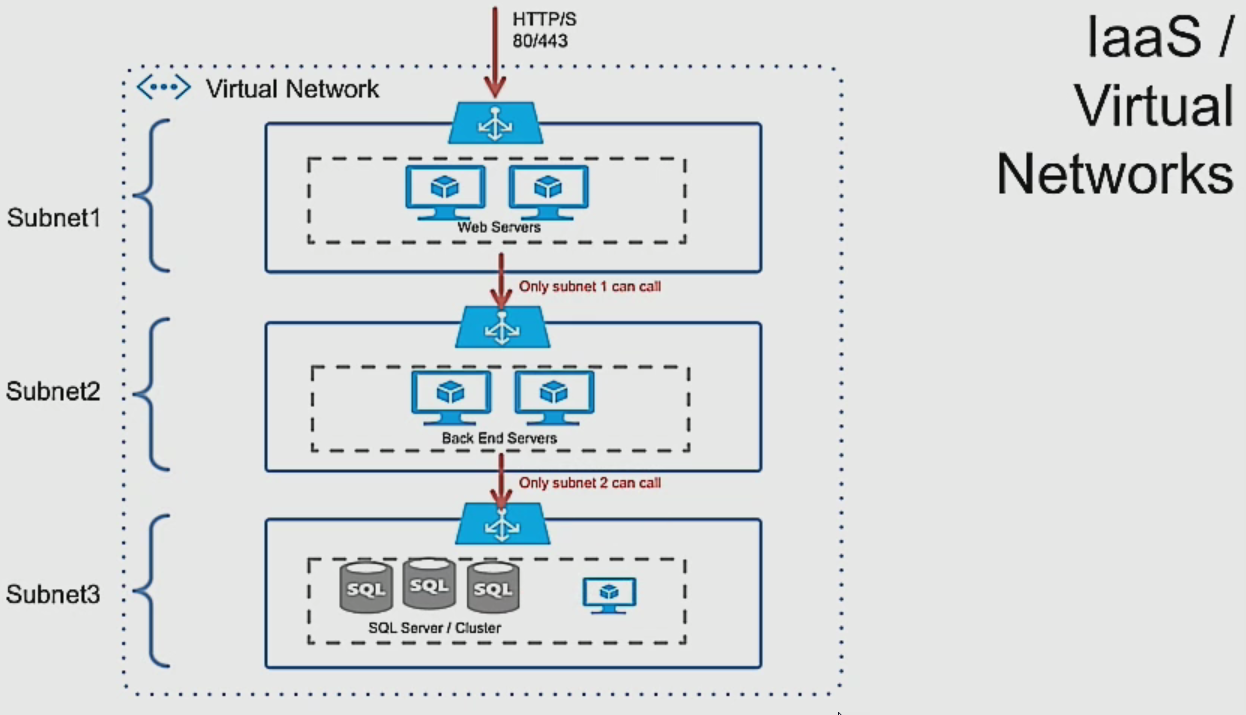 HTTP/S
80/443
IaaS /
Virtual
Networks
Virtual Network
Subnet1
Web Servers
Only subnet 1 can call
Subnet2
Back End Servers
Only subnet 2 can call
Subnet3
SQL SQL SQL
SQL Server / Cluster